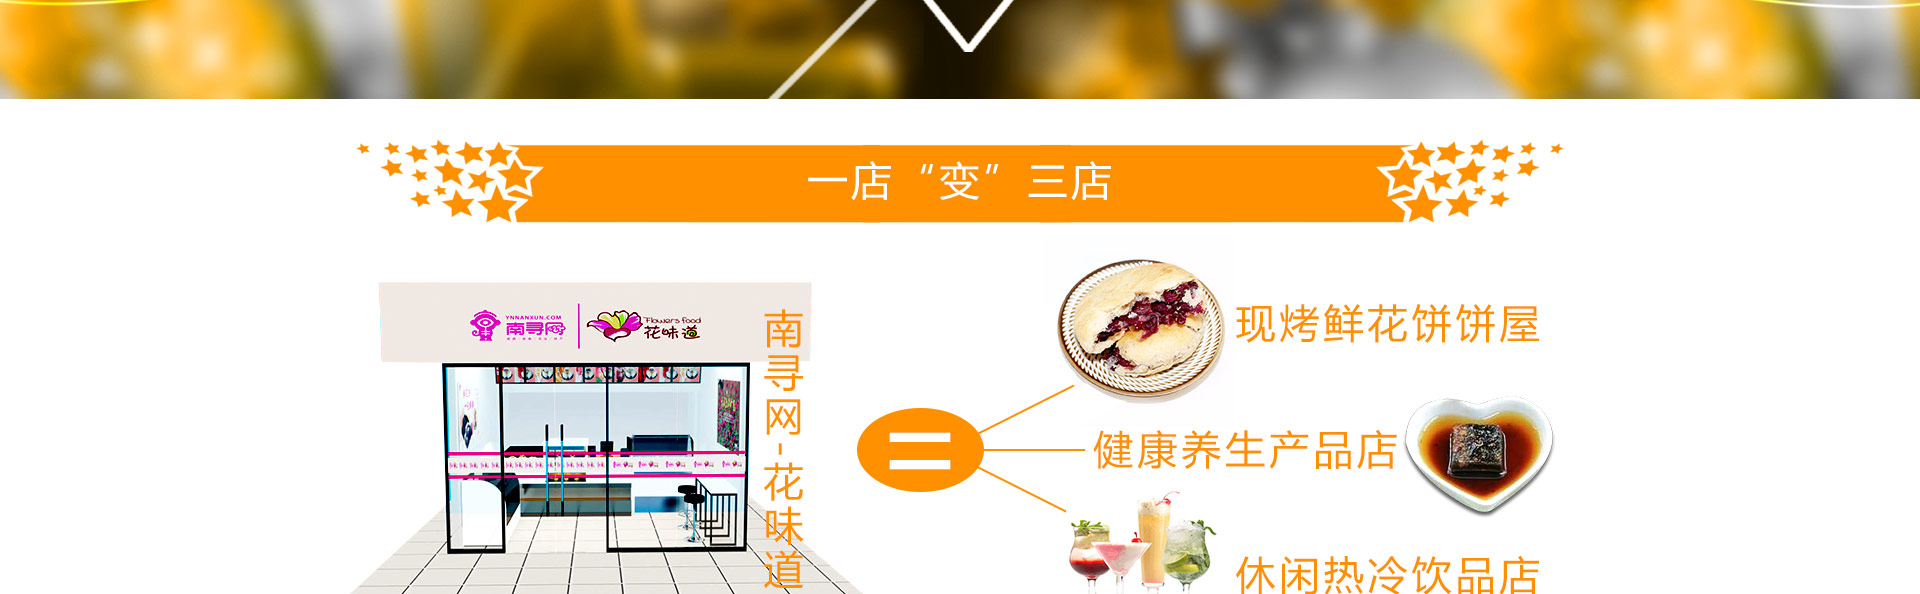 一店“变”三店
YNNANXUN.COM
南寻网
Flowers food
花味道
南寻网-花味道
现烤鲜花饼饼屋
健康养生产品店
休闲热冷饮品店